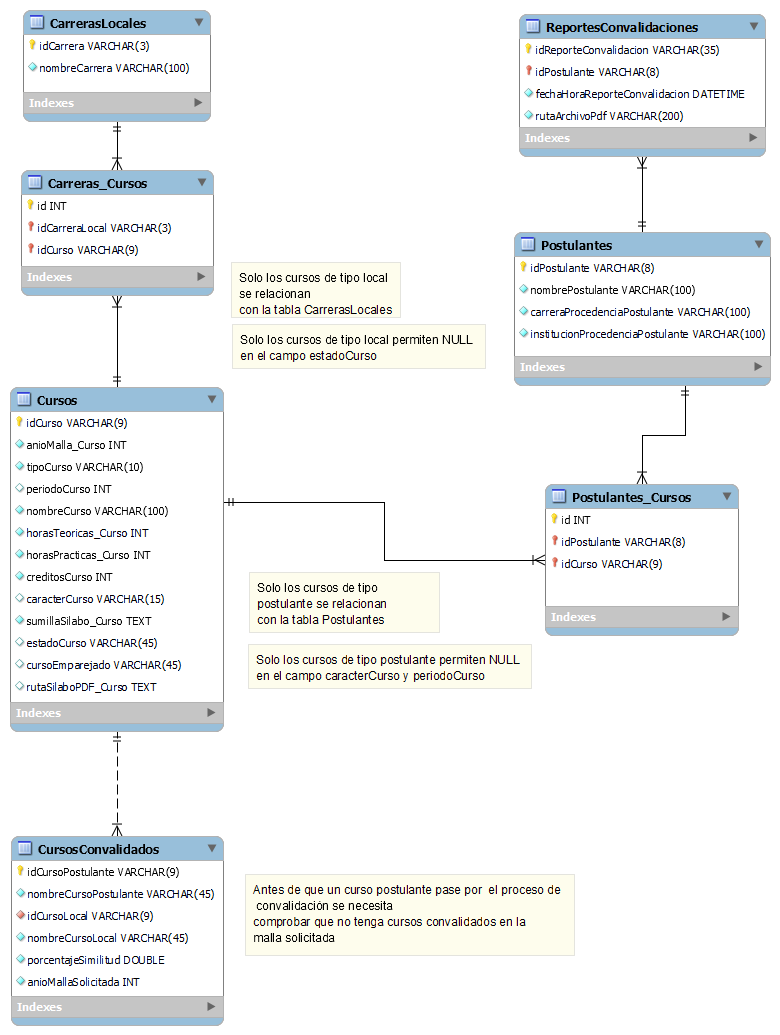 CarrerasLocales
idCarrera VARCHAR(3)
nombreCarrera VARCHAR(100)
Indexes
Carreras_Cursos
id INT
idCarreraLocal VARCHAR(3)
idCurso VARCHAR(9)
Indexes
Solo los cursos de tipo local
se relacionan
con la tabla CarrerasLocales
Solo los cursos de tipo local permiten NULL
en el campo estadoCurso
Cursos
idCurso VARCHAR(9)
anioMalla_Curso INT
tipoCurso VARCHAR(10)
periodoCurso INT
nombreCurso VARCHAR(100)
horasTeoricas_Curso INT
horasPracticas_Curso INT
creditosCurso INT
caracterCurso VARCHAR(15)
sumillaSilabo_Curso TEXT
estadoCurso VARCHAR(45)
cursoEmparejado VARCHAR(45)
rutaSilaboPDF_Curso TEXT
Indexes
ReportesConvalidaciones
idReporteConvalidacion VARCHAR(35)
idPostulante VARCHAR(8)
fechaHoraReporteConvalidacion DATETIME
rutaArchivoPdf VARCHAR(200)
Indexes
Postulantes
idPostulante VARCHAR(8)
nombrePostulante VARCHAR(100)
carreraProcedenciaPostulante VARCHAR(100)
institucionProcedenciaPostulante VARCHAR(100)
Indexes
Postulantes_Cursos
id INT
idPostulante VARCHAR(8)
idCurso VARCHAR(9)
Indexes
Solo los cursos de tipo
postulante se relacionan
con la tabla Postulantes
Solo los cursos de tipo postulante permiten NULL
en el campo caracterCurso y periodoCurso
CursosConvalidados
idCursoPostulante VARCHAR(9)
nombreCursoPostulante VARCHAR(45)
idCursoLocal VARCHAR(9)
nombreCursoLocal VARCHAR(45)
porcentajeSimilitud DOUBLE
anioMallaSolicitada INT
Indexes
Antes de que un curso postulante pase por el proceso de
convalidación se necesita
comprobar que no tenga cursos convalidados en la
malla solicitada